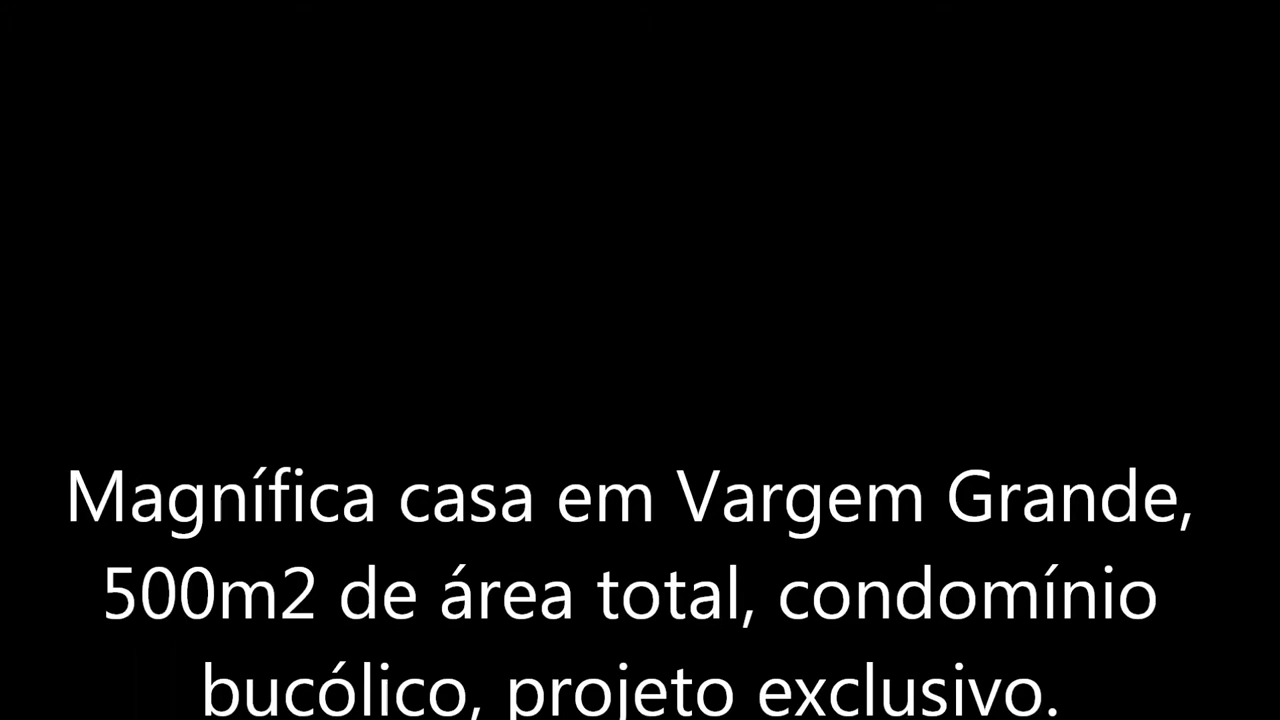 Magnífica casa em Vargem Grande,
500m2 de área total, condomínio
bucólico, projeto exclusivo.